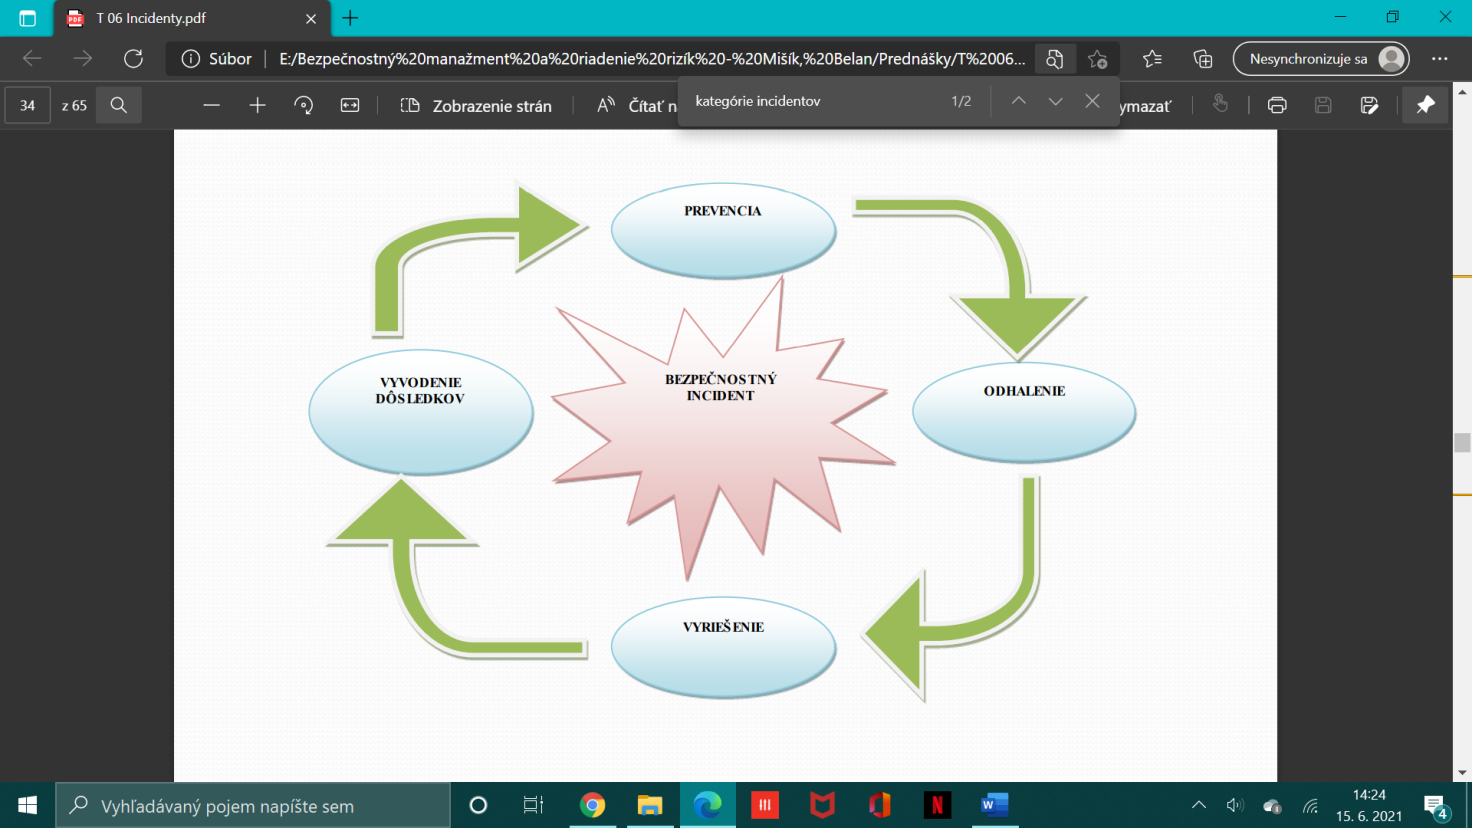 T 06 Incidenty.pdf
Súbor
E:/Bezpečnostný%20manažment%20a%20riadenie%20rizík%20-%20Mišík,%20Belan/Prednášky/T%2006...
Nesynchronizuje sa
34
z 65
Zobrazenie strán
Čítať na
kategórie incidentov
1/2
ymazať
PREVENCIA
VYVODENIE
DÔSLEDKOV
BEZPEČNOSTNÝ
INCIDENT
ODHALENIE
VYRIEŠENIE
Vyhľadávaný pojem napíšte sem
14:24
15. 6. 2021
4